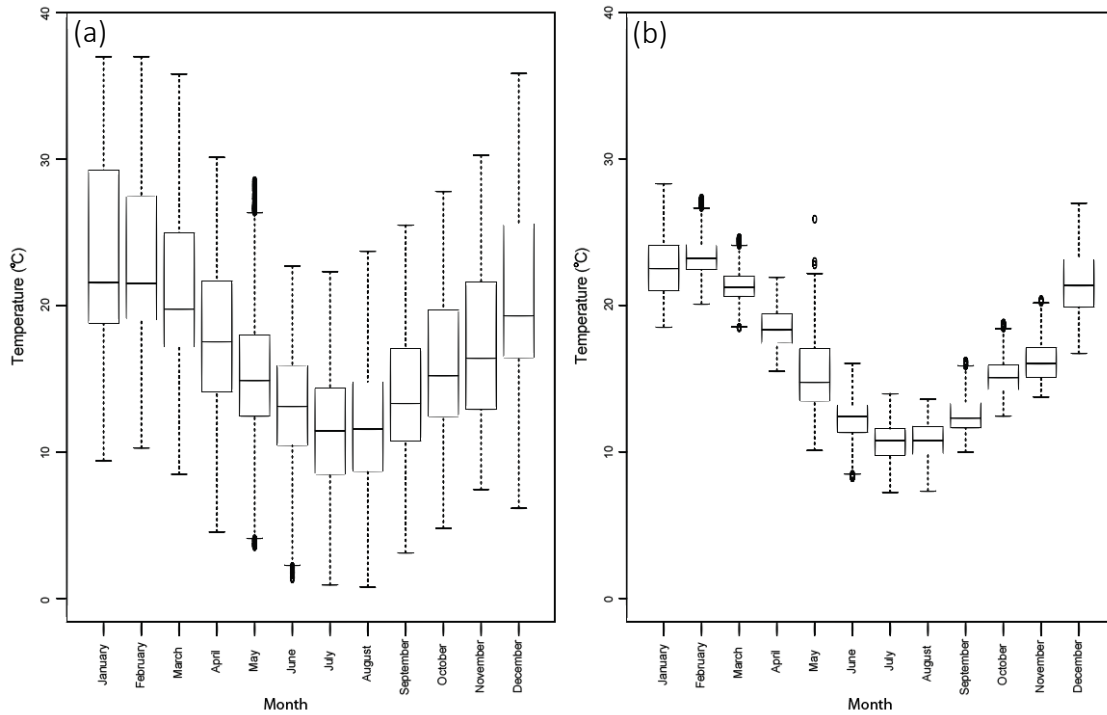 (a)
40
30
20
10
0
Temperature (°C)
January
February
March
April
May
June
July
August
September
October
November
December
Month
(b)
40
30
20
10
0
Temperature (°C)
January
February
March
April
May
June
July
August
September
October
November
December
Month